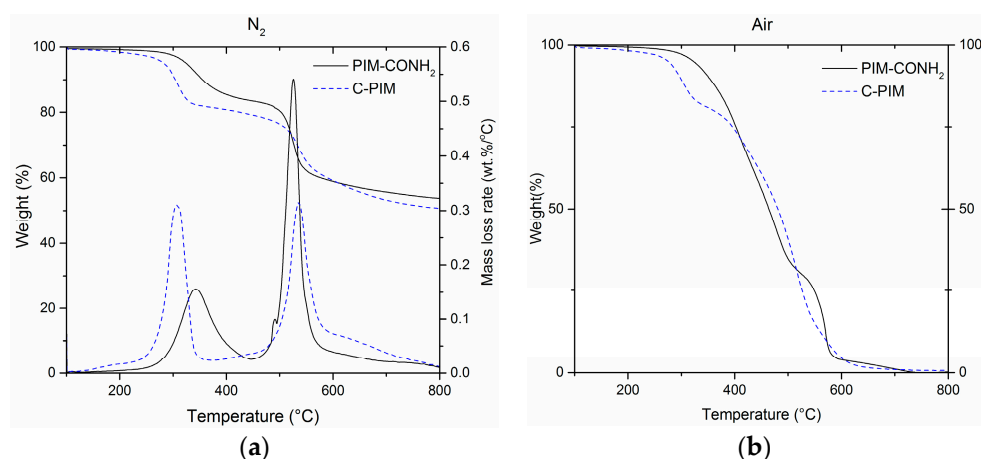 N₂
100
80
60
40
20
0
Weight (%)
0.6
0.5
0.4
0.3
0.2
0.1
0.0
Mass loss rate (wt.%/°C)
PIM-CONH₂
C-PIM
200 400 600 800
Temperature (°C)
(a)
Air
100
50
0
Weght(%)
100
50
0
PIM-CONH₂
C-PIM
200 400 600 800
Temperature (°C)
(b)